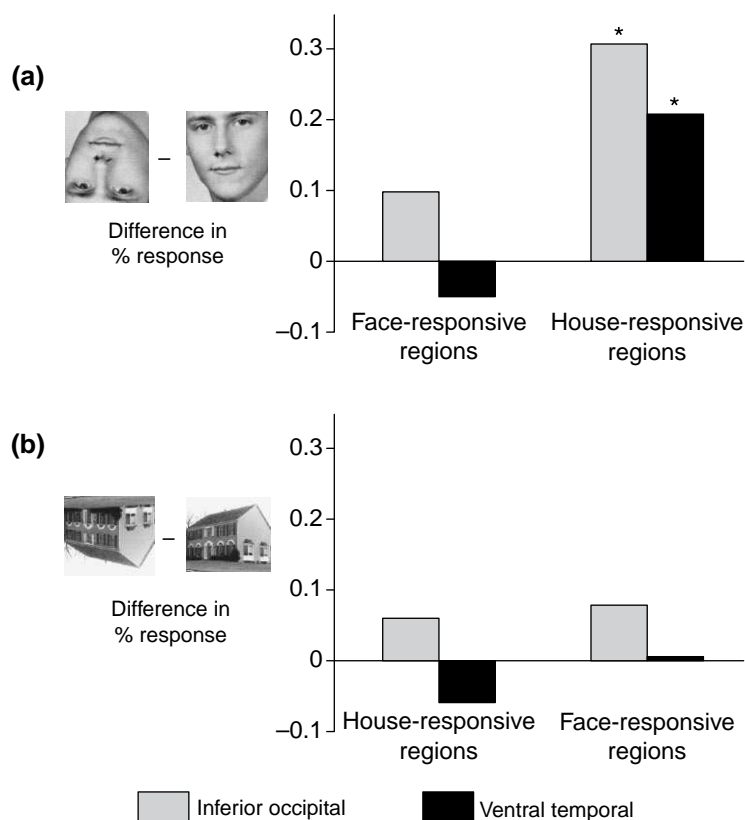 (a)
–
Difference in
% response
0.3
0.2
0.1
0
–0.1
*
*
Face-responsive
regions
House-responsive
regions
(b)
–
Difference in
% response
0.3
0.2
0.1
0
–0.1
House-responsive
regions
Face-responsive
regions
Inferior occipital
Ventral temporal